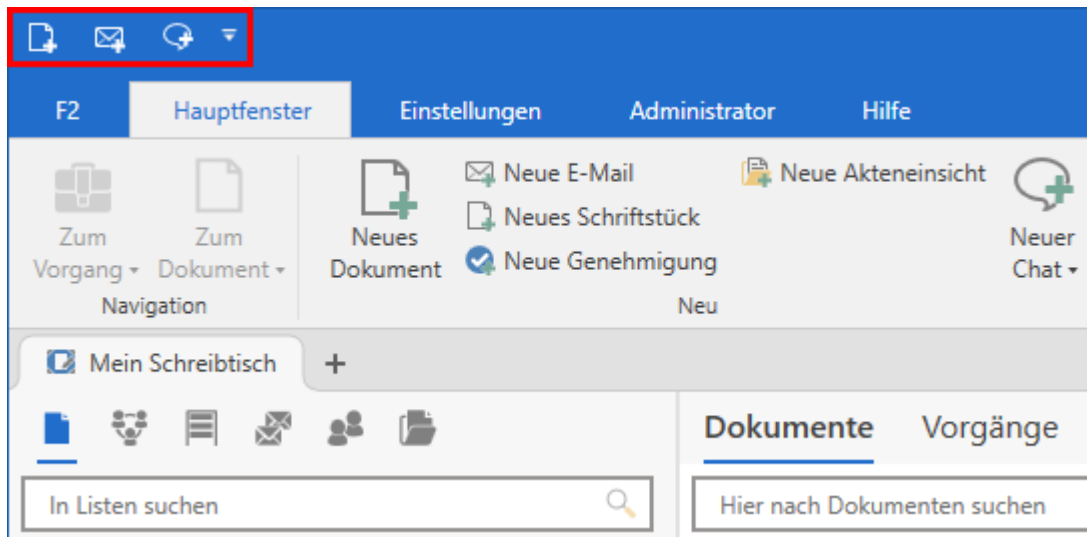 F2 Hauptfenster Einstellungen Administrator Hilfe
Neue E-Mail Neue Akteneinsicht
Neues Schriftstück
Zum Zum Neues Neuer
Vorgang Dokument Dokument Neue Genehmigung Chat
Navigation Neu
Mein Schreibtisch +
Dokumente Vorgänge
In Listen suchen Hier nach Dokumenten suchen